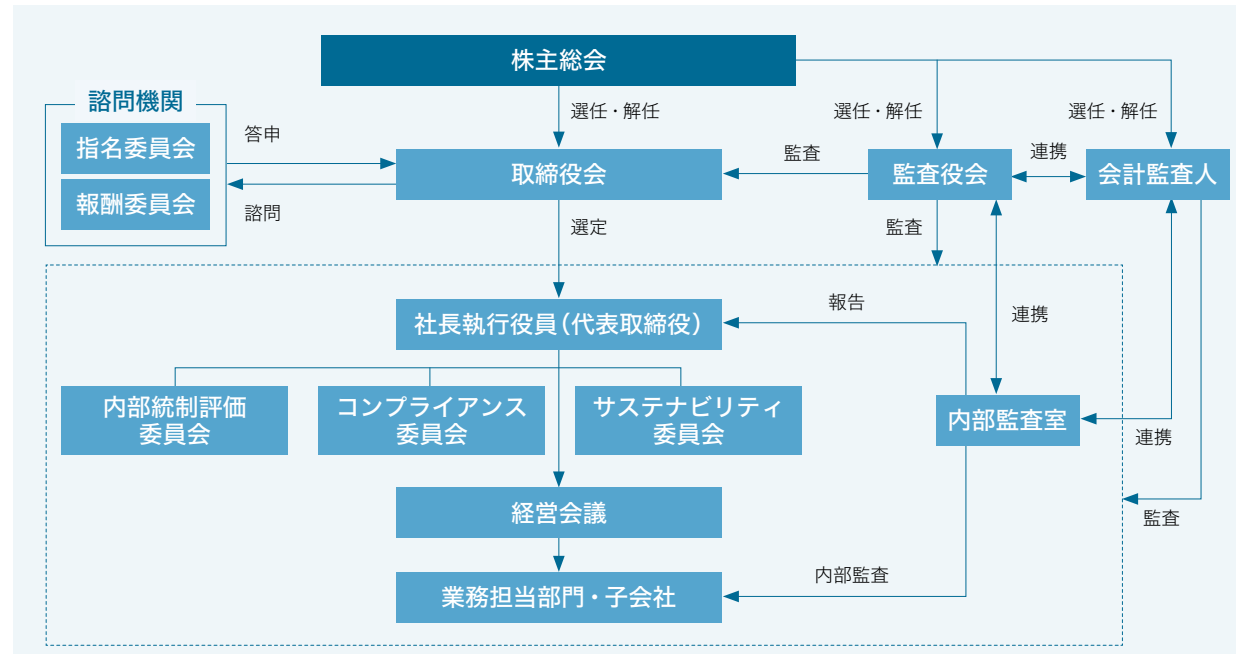 株主総会
選任・解任
選任・解任
選任・解任
諮問機関
指名委員会
報酬委員会
答申
諮問
取締役会
監査
監査役会
連携
会計監査人
選定
監査
社長執行役員(代表取締役)
報告
連携
内部統制評価
委員会
コンプライアンス
委員会
サステナビリティ
委員会
内部監査室
連携
経営会議
監査
業務担当部門・子会社
内部監査